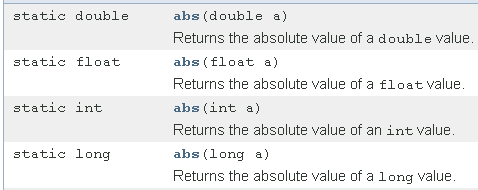 static double abs(double a)
Returns the absolute value of a double value.
static float abs(float a)
Returns the absolute value of a float value.
static int abs(int a)
Returns the absolute value of an int value.
static long abs(long a)
Returns the absolute value of a long value.